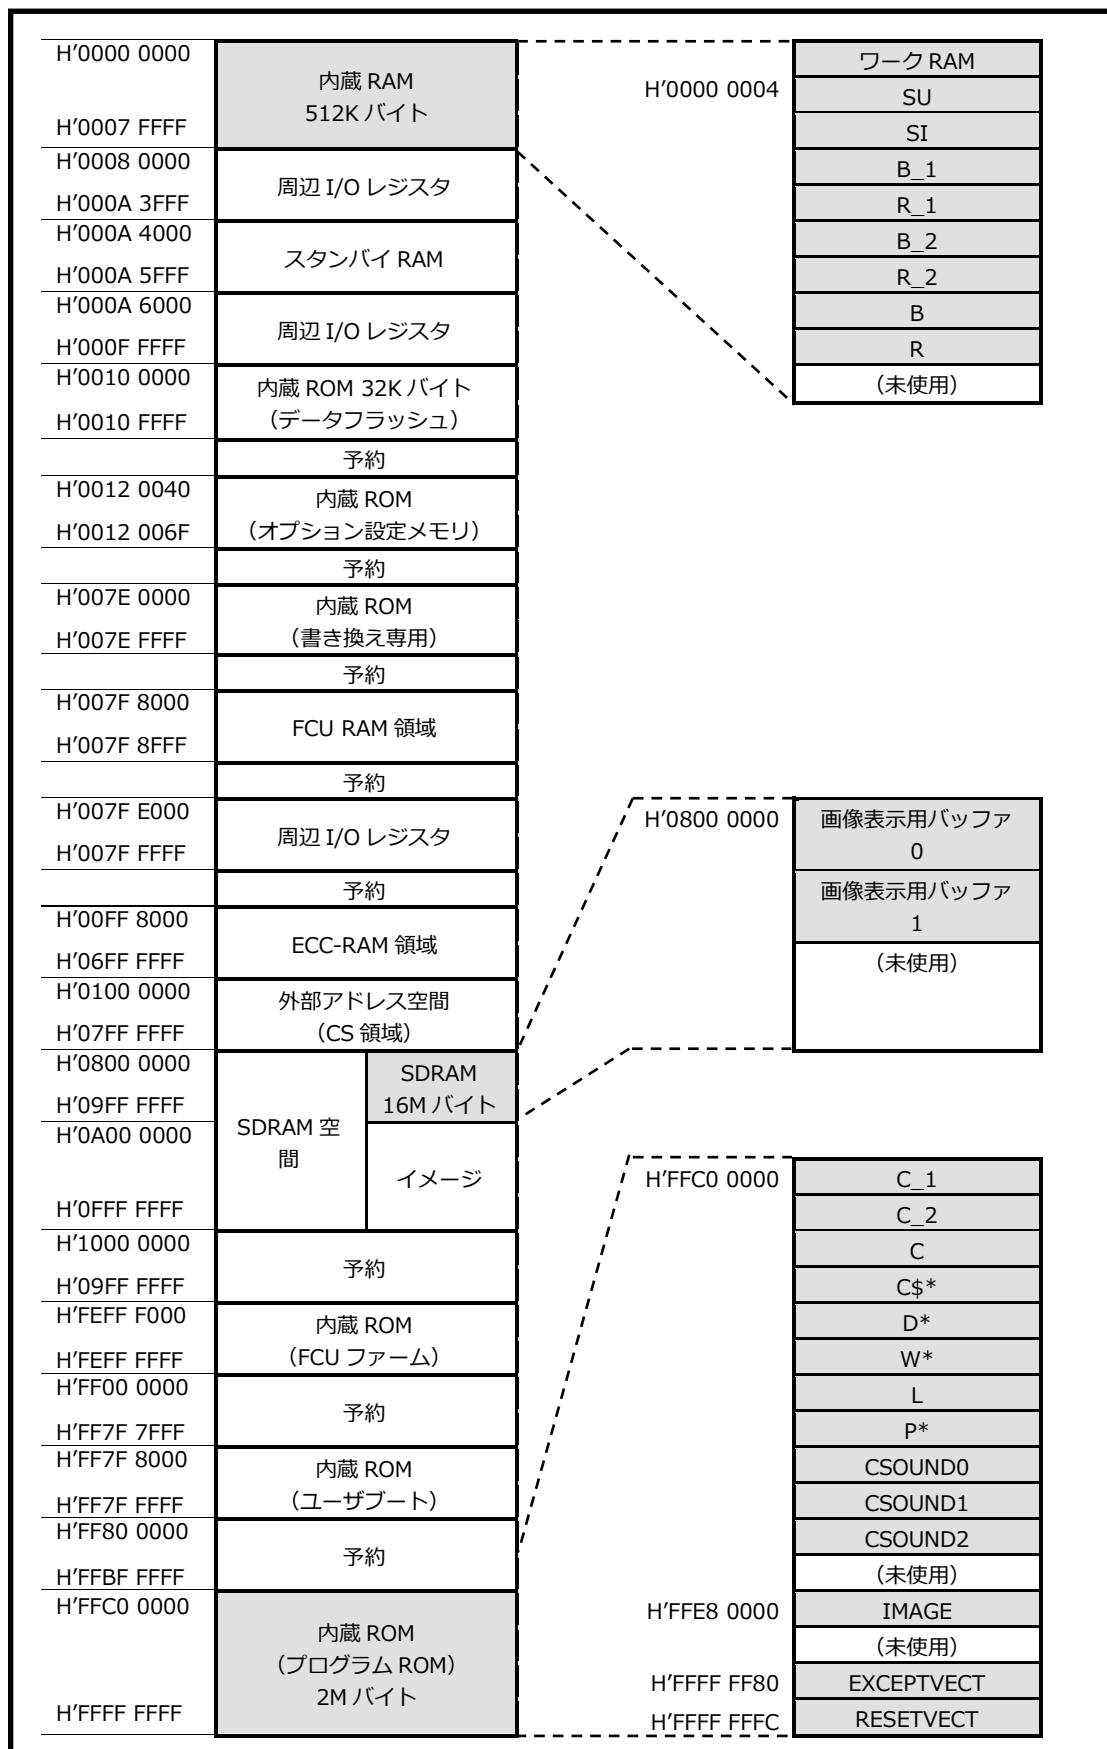 H'0000 0000
内蔵 RAM
512K バイト
H'0007 FFFF
H'0008 0000
周辺 I/O レジスタ
H'000A 3FFF
H'000A 4000
スタンバイ RAM
H'000A 5FFF
H'000A 6000
周辺 I/O レジスタ
H'000F FFFF
H'0010 0000
内蔵 ROM 32K バイト
（データフラッシュ）
H'0010 FFFF
予約
H'0012 0040
内蔵 ROM
（オプション設定メモリ）
H'0012 006F
予約
H'007E 0000
内蔵 ROM
（書き換え専用）
H'007E FFFF
予約
H'007F 8000
FCU RAM 領域
H'007F 8FFF
予約
H'007F E000
周辺 I/O レジスタ
H'007F FFFF
予約
H'00FF 8000
ECC-RAM 領域
H'06FF FFFF
H'0100 0000
外部アドレス空間
（CS 領域）
H'07FF FFFF
H'0800 0000
SDRAM
16M バイト
H'09FF FFFF
H'0A00 0000
SDRAM 空
間
イメージ
H'0FFF FFFF
H'1000 0000
予約
H'09FF FFFF
H'FEFF F000
内蔵 ROM
（FCU ファーム）
H'FEFF FFFF
H'FF00 0000
予約
H'FF7F 7FFF
H'FF7F 8000
内蔵 ROM
（ユーザブート）
H'FF7F FFFF
H'FF80 0000
予約
H'FFBF FFFF
H'FFC0 0000
内蔵 ROM
（プログラム ROM）
2M バイト
H'FFFF FFFF
ワーク RAM
H'0000 0004
SU
SI
B_1
R_1
B_2
R_2
B
R
（未使用）
H'0800 0000
画像表示用バッファ
0
画像表示用バッファ
1
（未使用）
H'FFC0 0000
C_1
C_2
C
C$*
D*
W*
L
P*
CSOUND0
CSOUND1
CSOUND2
（未使用）
H'FFE8 0000
IMAGE
（未使用）
H'FFFF FF80
EXCEPTVECT
H'FFFF FFFC
RESETVECT